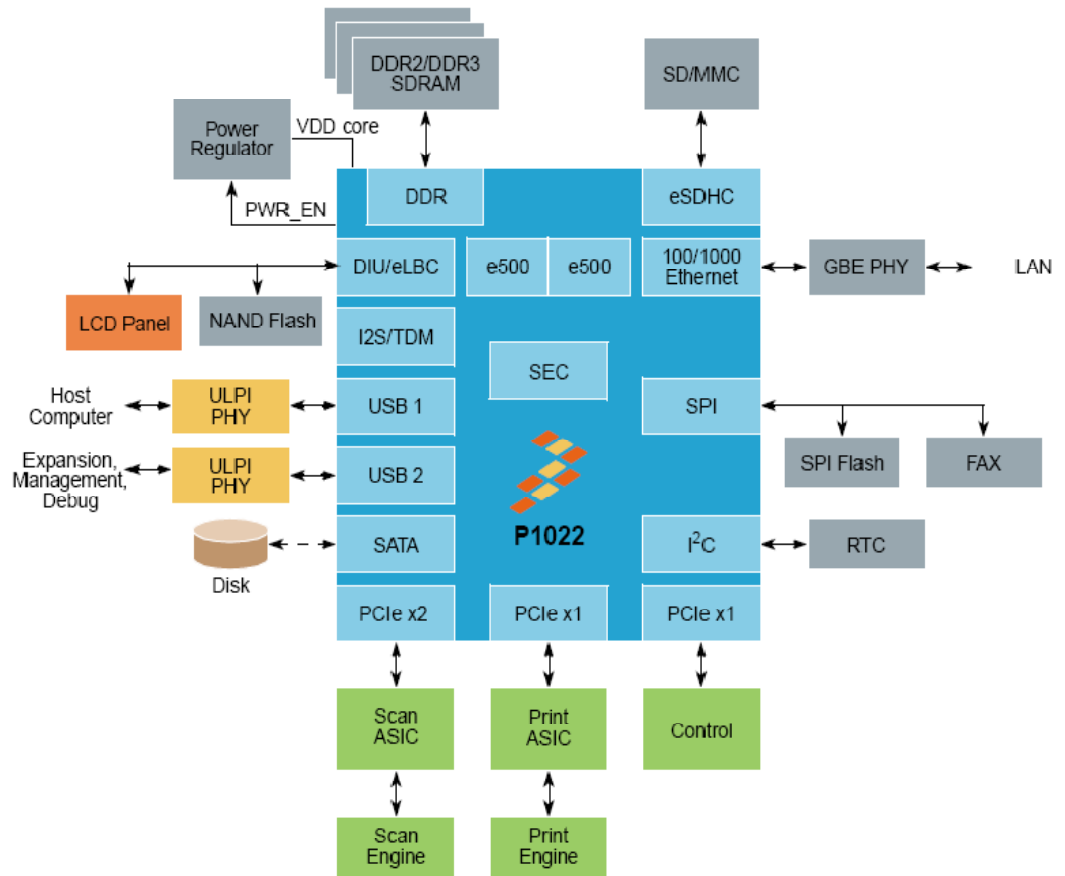 DDR2/DDR3
SDRAM
SD/MMC
Power
Regulator
VDD core
PWR_EN
DDR
eSDHC
DIU/eLBC
e500
e500
100/1000
Ethernet
GBE PHY
LAN
LCD Panel
NAND Flash
I2S/TDM
SEC
Host
Computer
ULPI
PHY
USB 1
SPI
Expansion,
Management,
Debug
ULPI
PHY
USB 2
SPI Flash
FAX
P1022
Disk
SATA
I²C
RTC
PCIe x2
PCIe x1
PCIe x1
Scan
ASIC
Print
ASIC
Control
Scan
Engine
Print
Engine